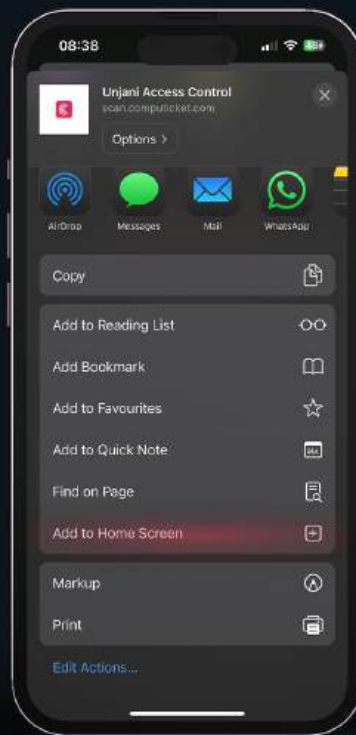 08:38
48
Unjani Access Control
scan.computicket.com
Options >
AirDrop
Messages
Mail
WhatsApp
Copy
Add to Reading List
Add Bookmark
Add to Favourites
Add to Quick Note
Find on Page
Add to Home Screen
Markup
Print
Edit Actions...